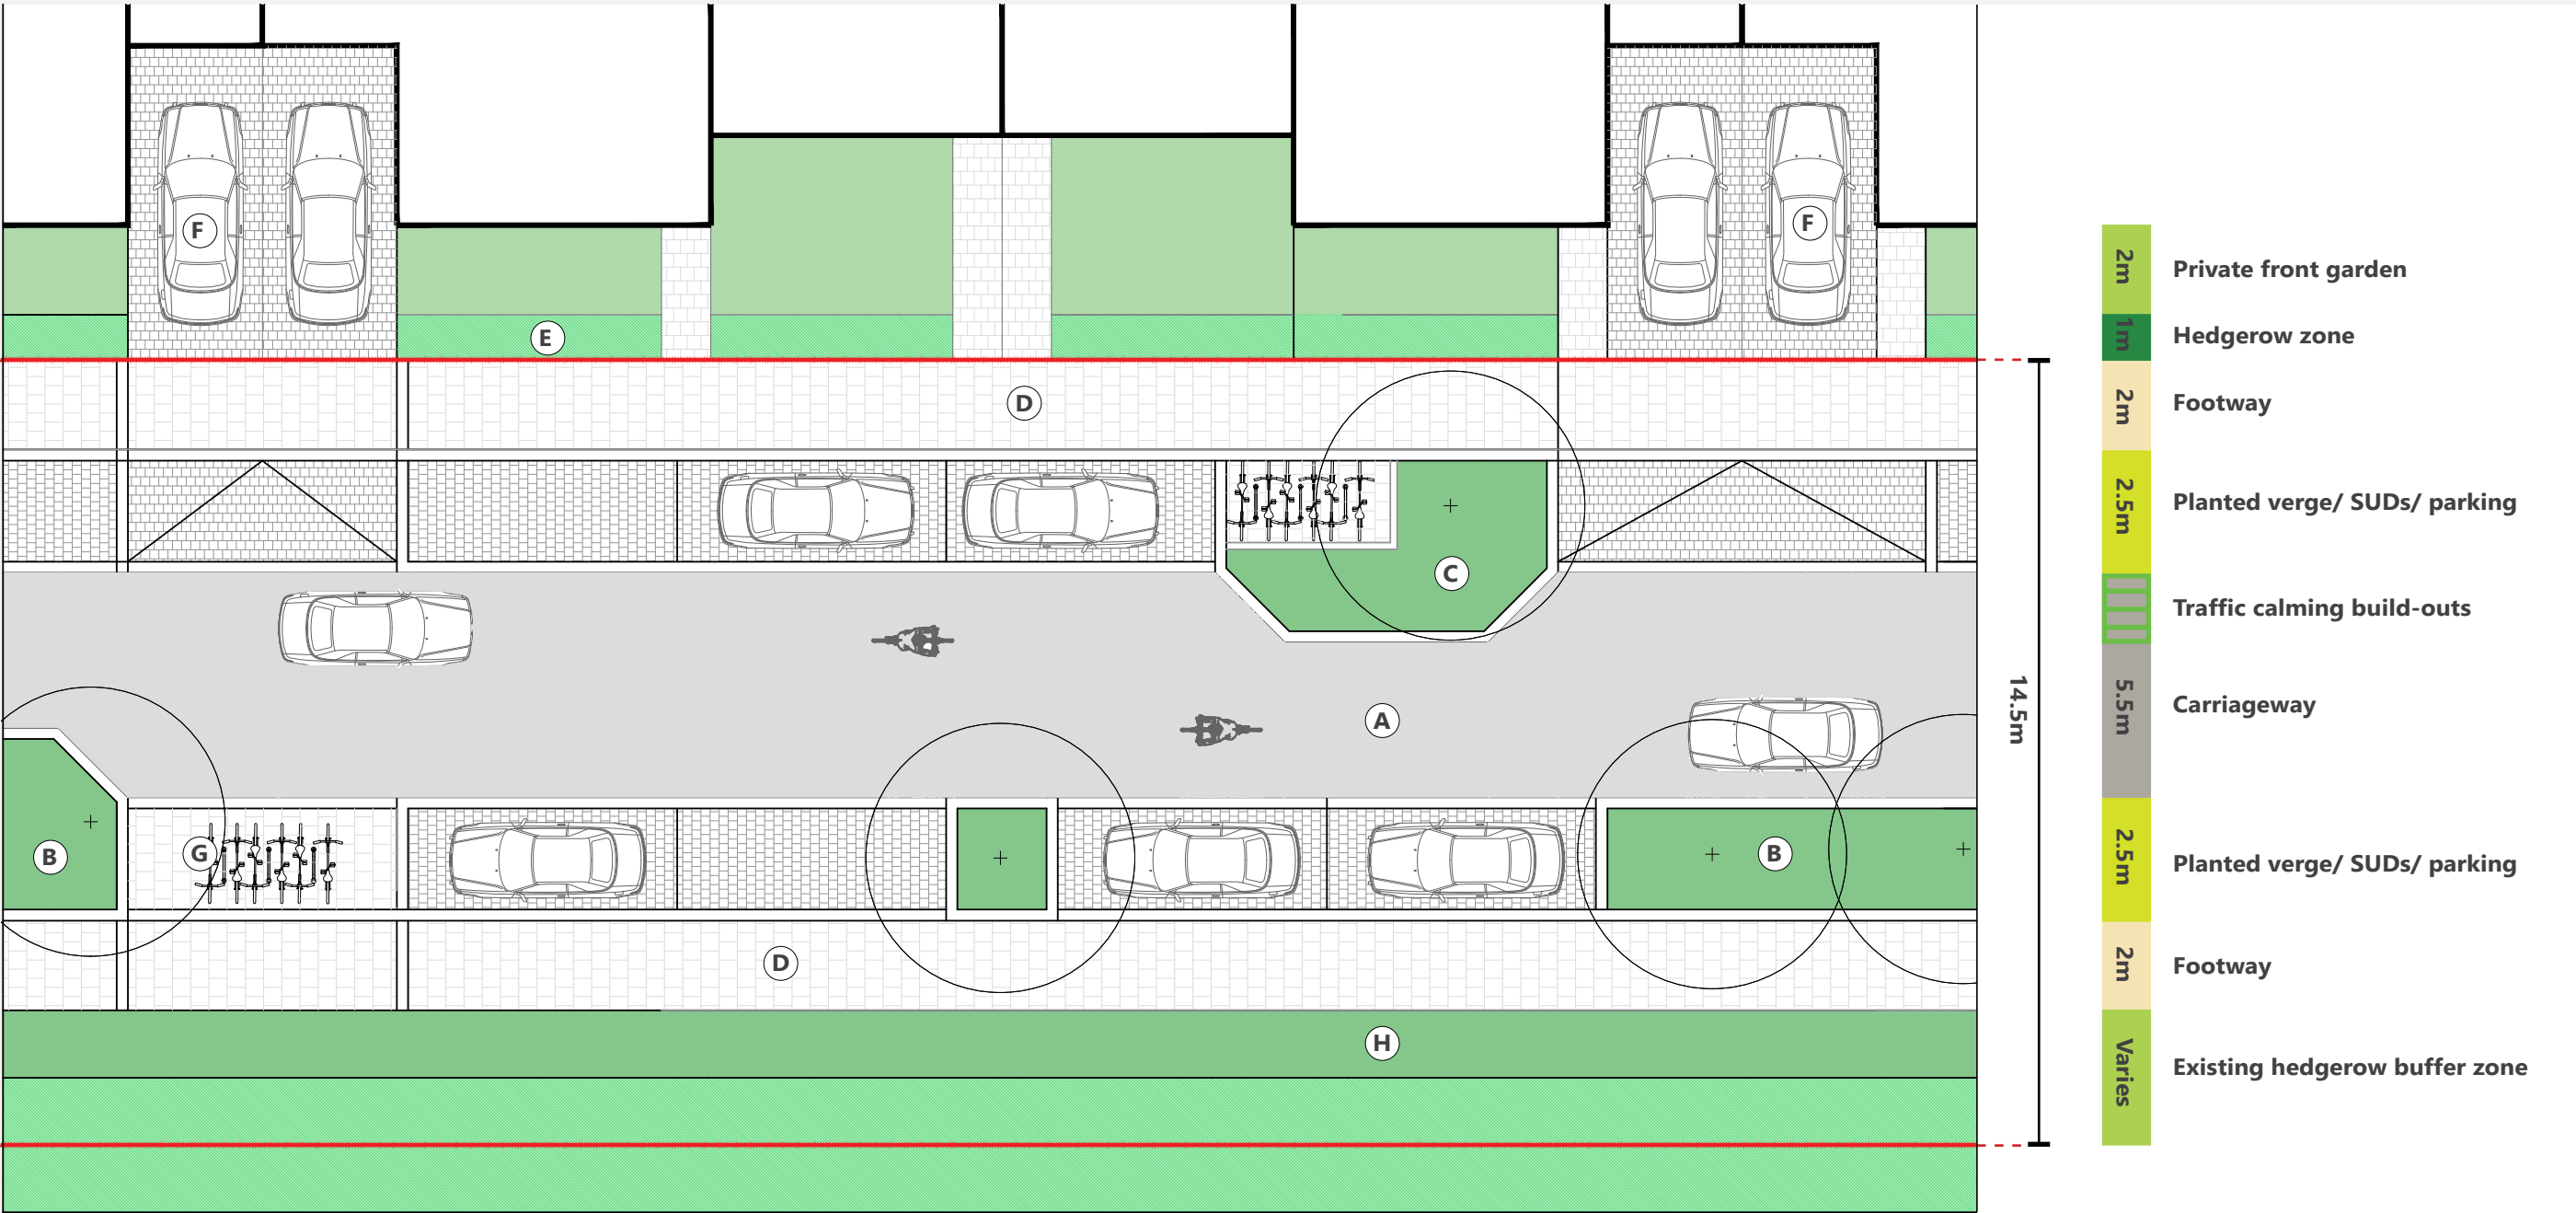 F
F
E
D
C
A
B
G
B
D
H
14.5m
2m Private front garden
1m Hedgerow zone
2m Footway
2.5m Planted verge/ SUDs/ parking
Traffic calming build-outs
5.5m Carriageway
2.5m Planted verge/ SUDs/ parking
2m Footway
Varies Existing hedgerow buffer zone